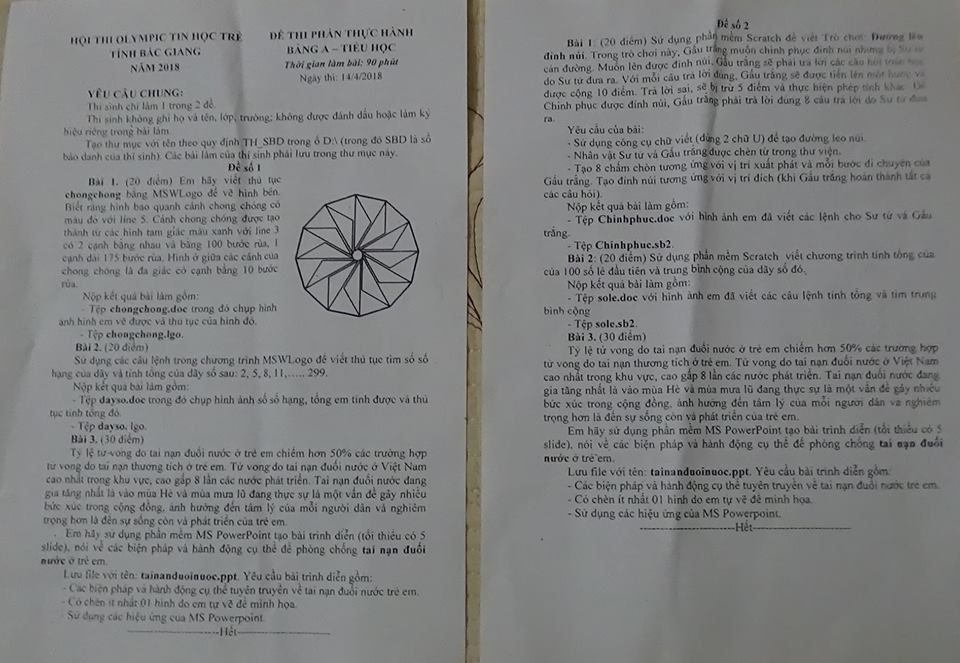 HỘI THI OLYMPIC TIN HỌC TRẺ
TỈNH BẮC GIANG
NĂM 2018
ĐỀ THI PHẦN THỰC HÀNH
BẢNG A – TIỂU HỌC
Thời gian làm bài: 90 phút
Ngày thi: 14/4/2018
YÊU CẦU CHUNG:
Thí sinh chỉ làm 1 trong 2 đề.
Thí sinh không ghi họ và tên, lớp, trường; không được đánh dấu hoặc làm ký
hiệu riêng trong bài làm.
Tạo thư mục với tên theo quy định TH_SBD trong ổ D:\ (trong đó SBD là số
báo danh của thí sinh). Các bài làm của thí sinh phải lưu trong thư mục này.
Đề số 1
Bài 1. (20 điểm) Em hãy viết thủ tục
chongchong bằng MSWLogo để vẽ hình bên.
Biết rằng hình bao quanh cánh chong chóng có
màu đỏ với line 5. Cánh chong chóng được tạo
thành từ các hình tam giác màu xanh với line 3
có 2 cạnh bằng nhau và bằng 100 bước rùa, 1
cạnh dài 175 bước rùa. Hình ở giữa các cánh của
chong chóng là đa giác có cạnh bằng 10 bước
rùa.
Nộp kết quả bài làm gồm:
- Tệp chongchong.doc trong đó chụp hình
ảnh hình em vẽ được và thủ tục của hình đó.
- Tệp chongchong.lgo.
Bài 2. (20 điểm)
Sử dụng các câu lệnh trong chương trình MSWLogo để viết thủ tục tìm số số
hạng của dãy và tính tổng của dãy số sau: 2, 5, 8, 11,..... 299.
Nộp kết quả bài làm gồm:
- Tệp dayso.doc trong đó chụp hình ảnh số số hạng, tổng em tính được và thủ
tục tính tổng đó.
- Tệp dayso. lgo.
Bài 3. (30 điểm)
Tỷ lệ tử vong do tai nạn đuối nước ở trẻ em chiếm hơn 50% các trường hợp
tử vong do tai nạn thương tích ở trẻ em. Tử vong do tai nạn đuối nước ở Việt Nam
cao nhất trong khu vực, cao gấp 8 lần các nước phát triển. Tai nạn đuối nước đang
gia tăng nhất là vào mùa Hè và mùa mưa lũ đang thực sự là một vấn đề gây nhiều
bức xúc trong cộng đồng, ảnh hưởng đến tâm lý của mỗi người dân và nghiêm
trọng hơn là đến sự sống còn và phát triển của trẻ em.
Em hãy sử dụng phần mềm MS PowerPoint tạo bài trình diễn (tối thiểu có 5
slide), nói về các biện pháp và hành động cụ thể để phòng chống tai nạn đuối
nước ở trẻ em.
Lưu file với tên: tainanduoinuoc.ppt. Yêu cầu bài trình diễn gồm:
- Các biện pháp và hành động cụ thể tuyên truyền về tai nạn đuối nước trẻ em.
- Có chèn ít nhất 01 hình do em tự vẽ để minh họa.
- Sử dụng các hiệu ứng của MS Powerpoint.
---Hết---
Đề số 2
Bài 1: (20 điểm) Sử dụng phần mềm Scratch để viết Trò chơi: Đường leo
đỉnh núi. Trong trò chơi này, Gấu trắng muốn chinh phục đỉnh núi nhưng bị Sư tử
cản đường. Muốn lên được đỉnh núi, Gấu trắng sẽ phải trả lời các câu hỏi toán học
do Sư tử đưa ra. Với mỗi câu trả lời đúng, Gấu trắng sẽ được tiến lên một bước và
được cộng 10 điểm. Trả lời sai, sẽ bị trừ 5 điểm và thực hiện phép tính khác. Để
Chinh phục được đỉnh núi, Gấu trắng phải trả lời đúng 8 câu trả lời do Sư tử đưa
ra.
Yêu cầu của bài:
- Sử dụng công cụ chữ viết (dùng 2 chữ U) để tạo đường leo núi.
- Nhân vật Sư tử và Gấu trắng được chèn từ trong thư viện.
- Tạo 8 chấm chòn tương ứng với vị trí xuất phát và mỗi bước di chuyển của
Gấu trắng. Tạo đỉnh núi tương ứng với vị trí đích (khi Gấu trắng hoàn thành tất cả
các câu hỏi).
Nộp kết quả bài làm gồm:
- Tệp Chinhphuc.doc với hình ảnh em đã viết các lệnh cho Sư tử và Gấu
trắng.
- Tệp Chinhphuc.sb2.
Bài 2: (20 điểm) Sử dụng phần mềm Scratch viết chương trình tính tổng của
của 100 số lẻ đầu tiên và trung bình cộng của dãy số đó.
Nộp kết quả bài làm gồm:
- Tệp sole.doc với hình ảnh em đã viết các câu lệnh tính tổng và tìm trung
bình cộng
- Tệp sole.sb2.
Bài 3. (30 điểm)
Tỷ lệ tử vong do tai nạn đuối nước ở trẻ em chiếm hơn 50% các trường hợp
tử vong do tai nạn thương tích ở trẻ em. Tử vong do tai nạn đuối nước ở Việt Nam
cao nhất trong khu vực, cao gấp 8 lần các nước phát triển. Tai nạn đuối nước đang
gia tăng nhất là vào mùa Hè và mùa mưa lũ đang thực sự là một vấn đề gây nhiều
bức xúc trong cộng đồng, ảnh hưởng đến tâm lý của mỗi người dân và nghiêm
trọng hơn là đến sự sống còn và phát triển của trẻ em.
Em hãy sử dụng phần mềm MS PowerPoint tạo bài trình diễn (tối thiểu có 5
slide), nói về các biện pháp và hành động cụ thể để phòng chống tai nạn đuối
nước ở trẻ em.
Lưu file với tên: tainanduoinuoc.ppt. Yêu cầu bài trình diễn gồm:
- Các biện pháp và hành động cụ thể tuyên truyền về tai nạn đuối nước trẻ em.
- Có chèn ít nhất 01 hình do em tự vẽ để minh họa.
- Sử dụng các hiệu ứng của MS Powerpoint.
---Hết---